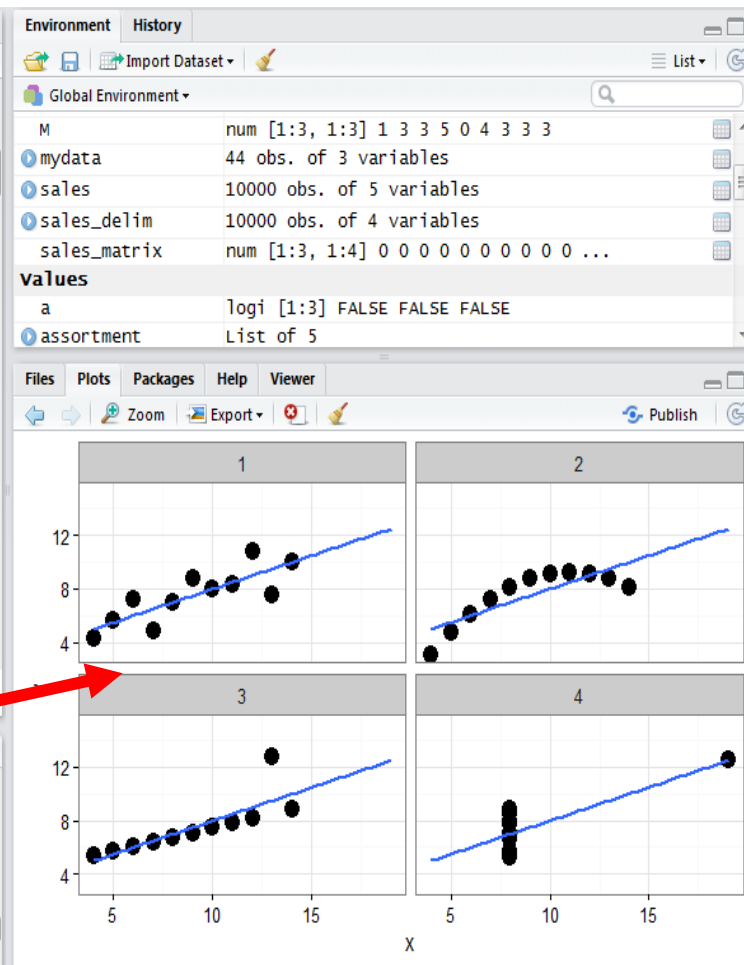 Environment History
Import Dataset List
Global Environment
M num [1:3, 1:3] 1 3 3 5 0 4 3 3 3
mydata 44 obs. of 3 variables
sales 10000 obs. of 5 variables
sales_delim 10000 obs. of 4 variables
sales_matrix num [1:3, 1:4] 0 0 0 0 0 0 0 0 0 0 ...
Values
a logi [1:3] FALSE FALSE FALSE
assortment List of 5
Files Plots Packages Help Viewer
Zoom Export Publish
1 2
12
8
4
3 4
12
8
4
5 10 15 5 10 15
x